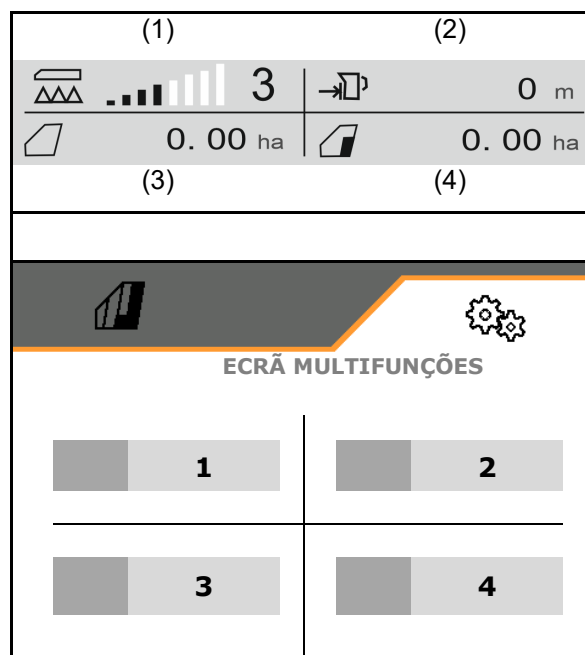 (1) (2)
3 0 m
0. 00 ha 0. 00 ha
(3) (4)
ECRÃ MULTIFUNÇÕES
1 2
3 4